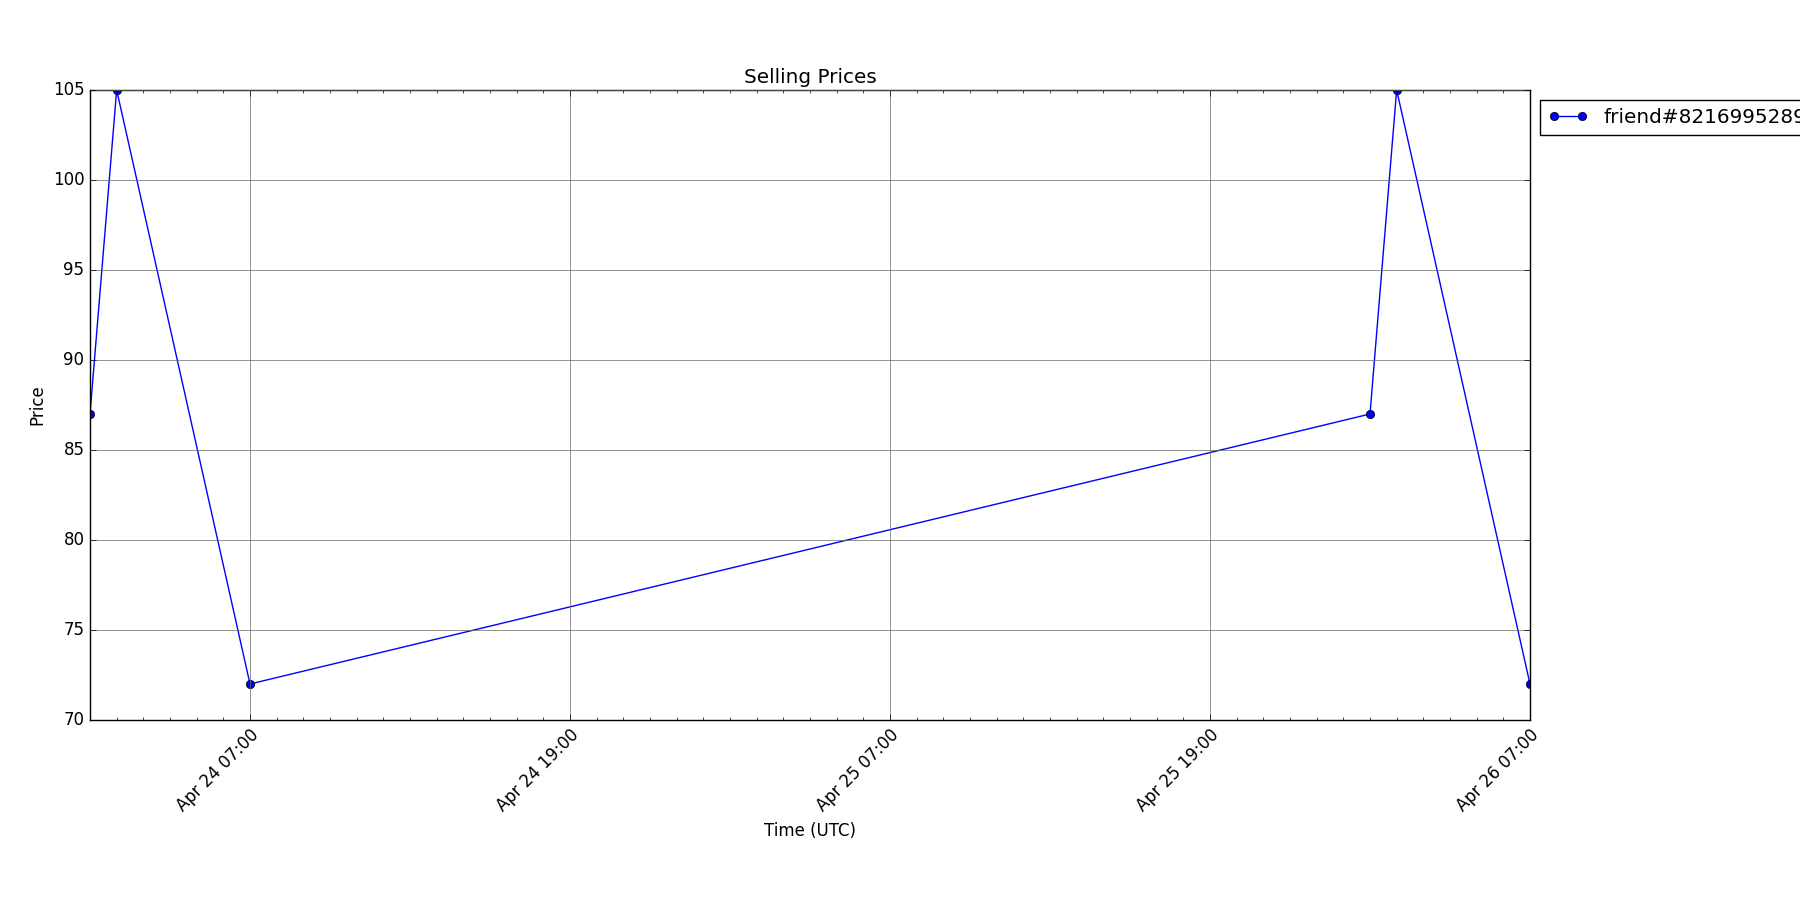 Selling Prices
105
100
95
90
85
80
75
70
Price
friend#8216995289
Apr 24 07:00
Apr 24 19:00
Apr 25 07:00
Apr 25 19:00
Apr 26 07:00
Time (UTC)